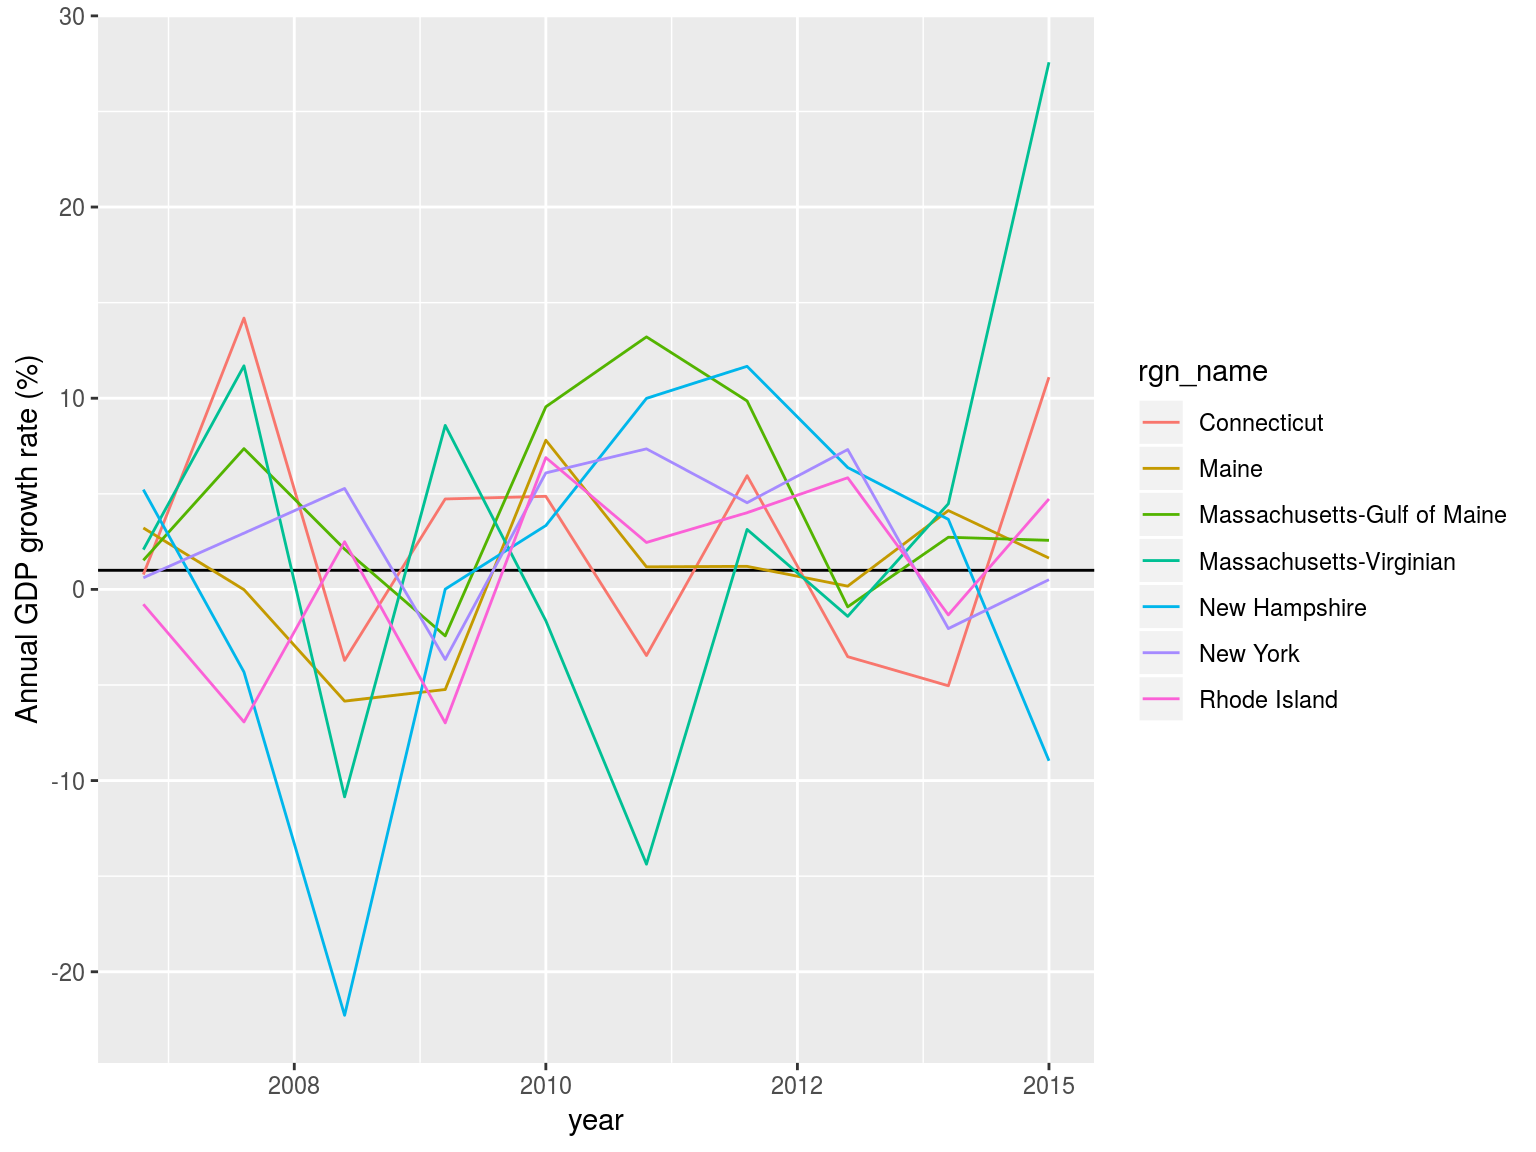 30
20
10
0
-10
-20
Annual GDP growth rate (%)
2008
2010
2012
2015
year
rgn_name
Connecticut
Maine
Massachusetts-Gulf of Maine
Massachusetts-Virginian
New Hampshire
New York
Rhode Island